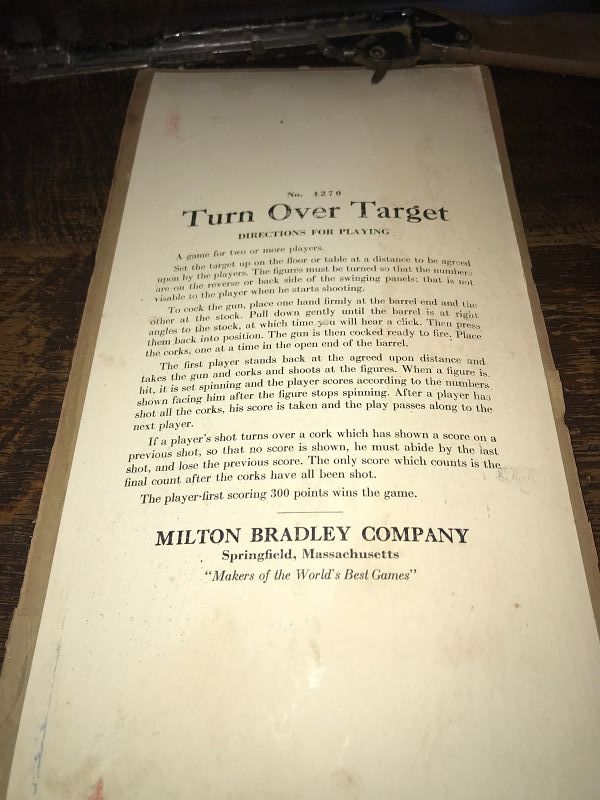 No. 4270
Turn Over Target
DIRECTIONS FOR PLAYING
A game for two or more players.
Set the target up on the floor or table at a distance to be agreed
upon by the players. The figures must be turned so that the numbers
are on the reverse or back side of the swinging panels; that is not
visable to the player when he starts shooting.
To cock the gun, place one hand firmly at the barrel end and the
other at the stock. Pull down gently until the barrel is at right
angles to the stock, at which time you will hear a click. Then press
them back into position. The gun is then cocked ready to fire. Place
the corks, one at a time in the open end of the barrel.
The first player stands back at the agreed upon distance and
takes the gun and corks and shoots at the figures. When a figure is
hit, it is set spinning and the player scores according to the numbers
shown facing him after the figure stops spinning. After a player has
shot all the corks, his score is taken and the play passes along to the
next player.
If a player's shot turns over a cork which has shown a score on a
previous shot, so that no score is shown, he must abide by the last
shot, and lose the previous score. The only score which counts is the
final count after the corks have all been shot.
The player-first scoring 300 points wins the game.
MILTON BRADLEY COMPANY
Springfield, Massachusetts
"Makers of the World's Best Games"